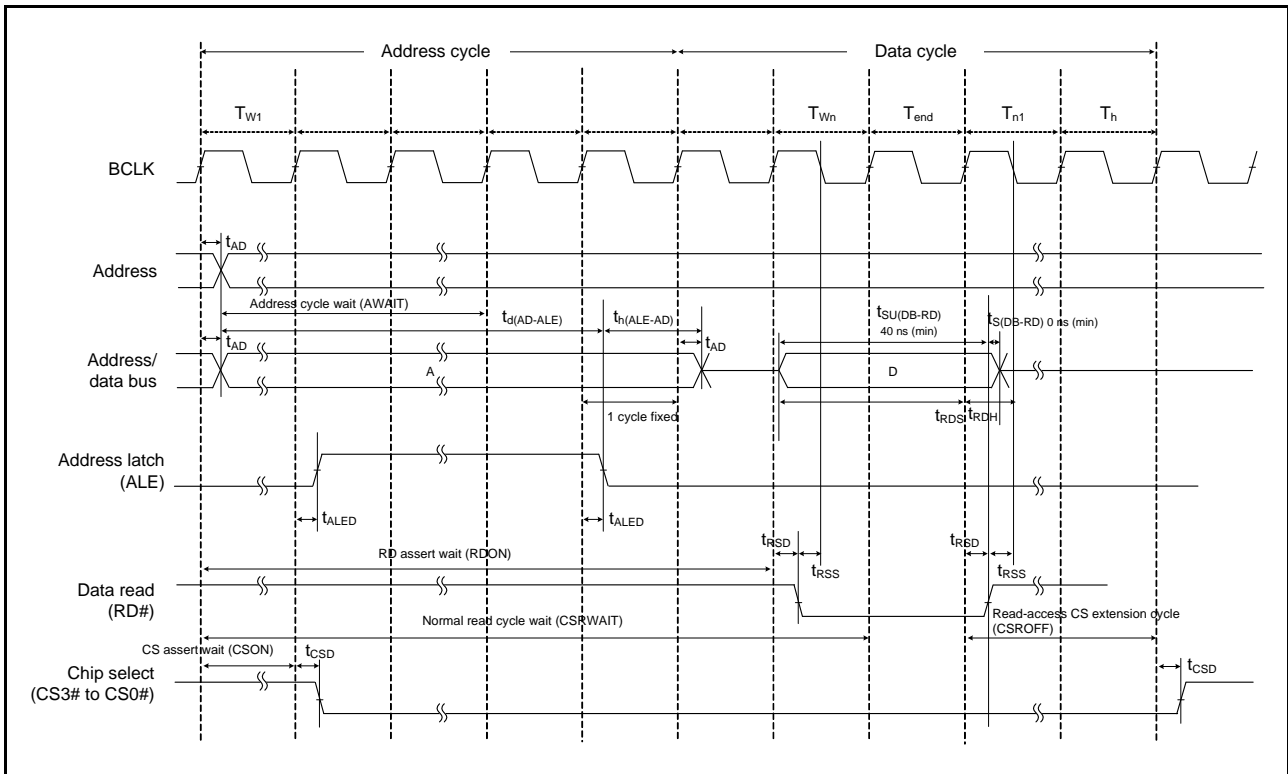 Address cycle
Data cycle
TW1
TWn
Tend
Tn1
Th
BCLK
tAD
Address
Address cycle wait (AWAIT)
td(AD-ALE)
th(ALE-AD)
tSU(DB-RD)
40 ns (min)
tS(DB-RD) 0 ns (min)
tAD
tAD
Address/
data bus
A
D
1 cycle fixed
tRDS
tRDH
Address latch
(ALE)
tALED
tALED
tRSD
tRSD
RD assert wait (RDON)
tRSS
tRSS
Data read
(RD#)
Normal read cycle wait (CSRWAIT)
Read-access CS extension cycle
(CSROFF)
CS assert wait (CSON)
tCSD
tCSD
Chip select
(CS3# to CS0#)